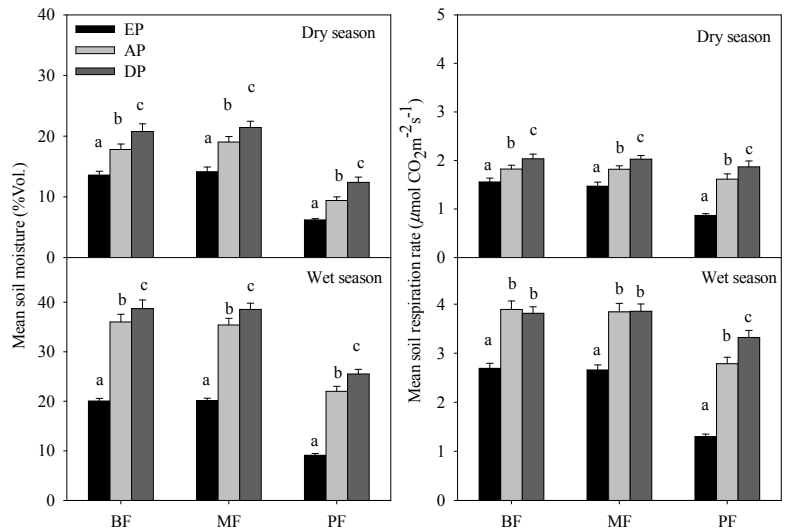 Mean soil moisture (%Vol.)
40
30
20
10
0
EP
AP
DP
Dry season
a
b
c
a
b
c
a
b
c
40
30
20
10
0
Wet season
a
b
c
a
b
c
a
b
c
BF
MF
PF
Mean soil respiration rate (μmol CO₂m⁻²s⁻¹)
5
4
3
2
1
0
Dry season
a
b
c
a
b
c
a
b
c
4
3
2
1
0
Wet season
a
b
b
a
b
b
a
b
c
BF
MF
PF